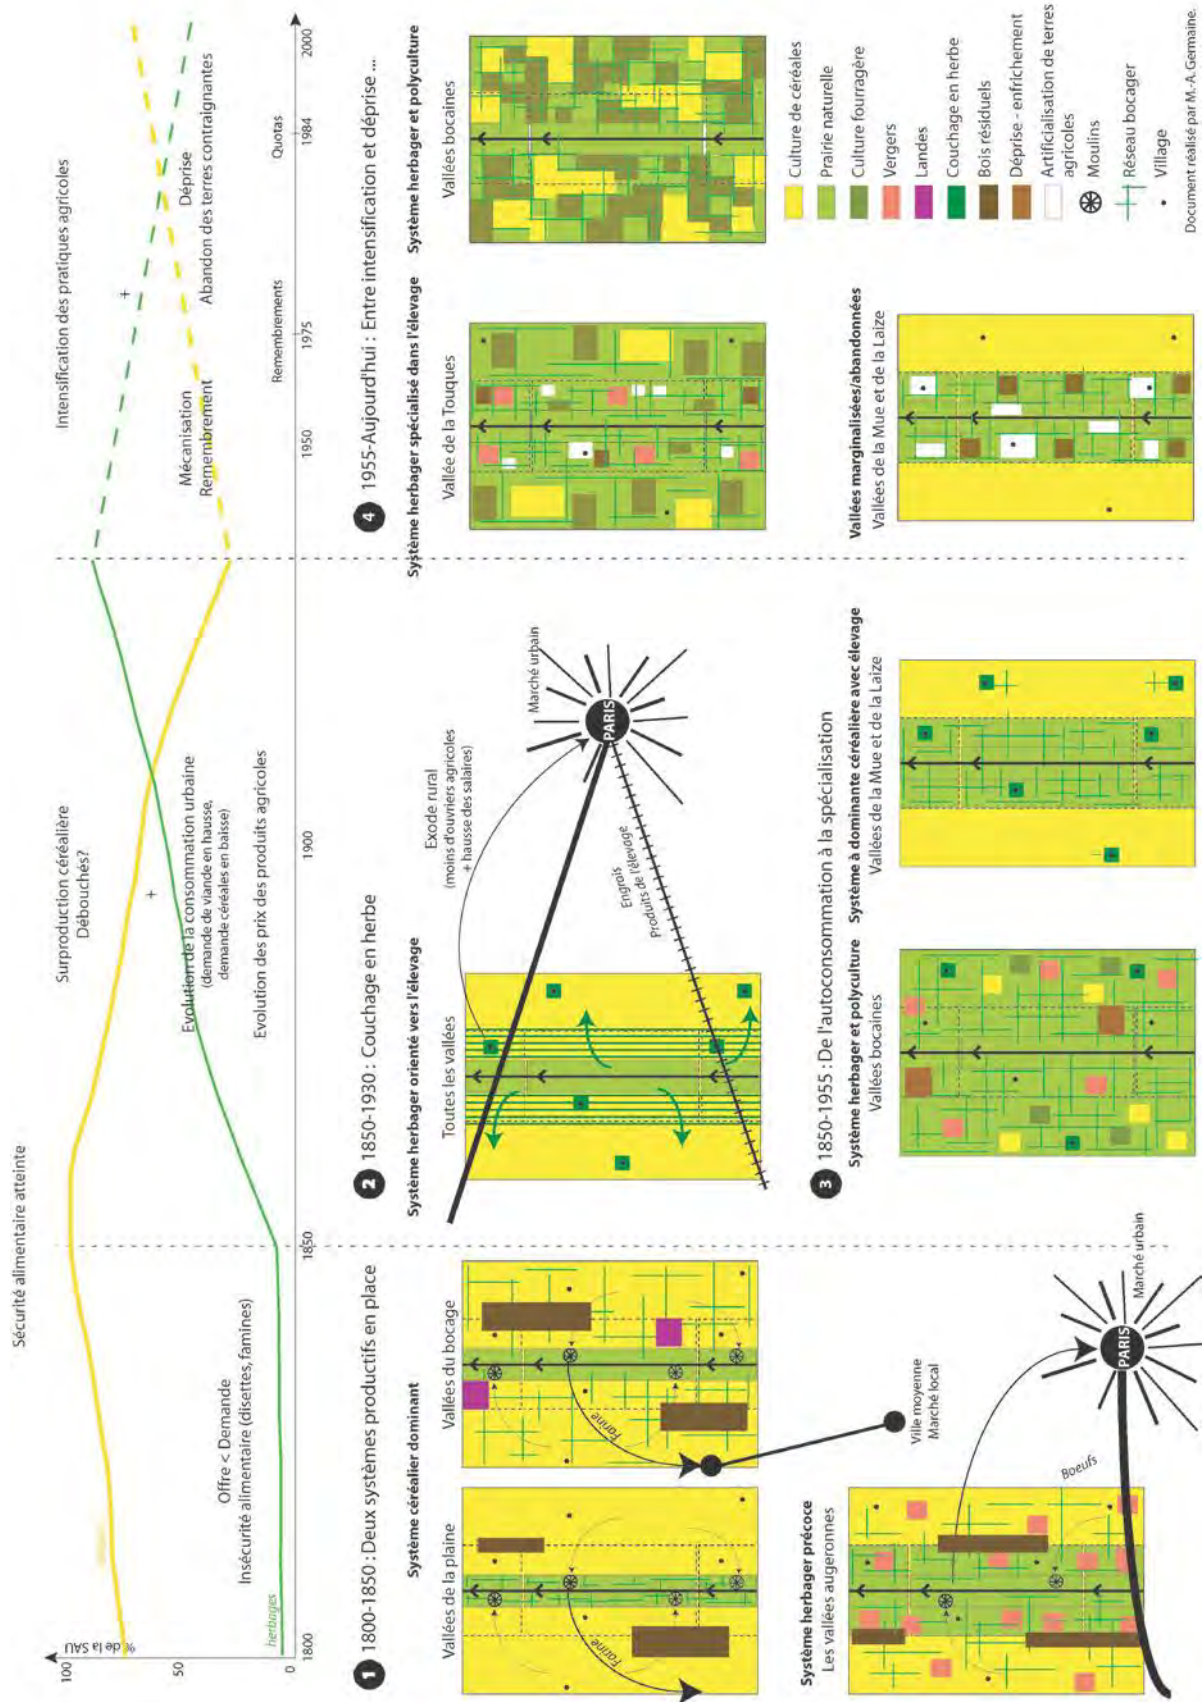 % de la SAU
100
50
0
herbages
Sécurité alimentaire atteinte
Offre < Demande
Insécurité alimentaire (disettes, famines)
Surproduction céréalière
Débouchés?
+
Evolution de la consommation urbaine
(demande de viande en hausse,
demande céréales en baisse)
Evolution des prix des produits agricoles
Intensification des pratiques agricoles
+
Mécanisation
Remembrement
Déprise
Abandon des terres contraignantes
Remembrements
Quotas
1800
1850
1900
1950
1975
1984
2000
1 1800-1850 : Deux systèmes productifs en place
Système céréalier dominant
Vallées de la plaine
Farine
Vallées du bocage
Farine
Ville moyenne
Marché local
Système herbager précoce
Les vallées augeronnes
Boeufs
PARIS
Marché urbain
2 1850-1930 : Couchage en herbe
Système herbager orienté vers l'élevage
Toutes les vallées
Exode rural
(moins d'ouvriers agricoles
+ hausse des salaires)
Marché urbain
PARIS
Engrais
Produits de l'élevage
3 1850-1955 : De l'autoconsommation à la spécialisation
Système herbager et polyculture
Vallées bocaines
Système à dominante céréalière avec élevage
Vallées de la Mue et de la Laize
4 1955-Aujourd'hui : Entre intensification et déprise ...
Système herbager spécialisé dans l'élevage
Vallée de la Touques
Système herbager et polyculture
Vallées bocaines
Vallées marginalisées/abandonnées
Vallées de la Mue et de la Laize
Culture de céréales
Prairie naturelle
Culture fourragère
Vergers
Landes
Couchage en herbe
Bois résiduels
Déprise - enfrichement
Artificialisation de terres
agricoles
Moulins
Réseau bocager
Village
Document réalisé par M.-A. Germaine.